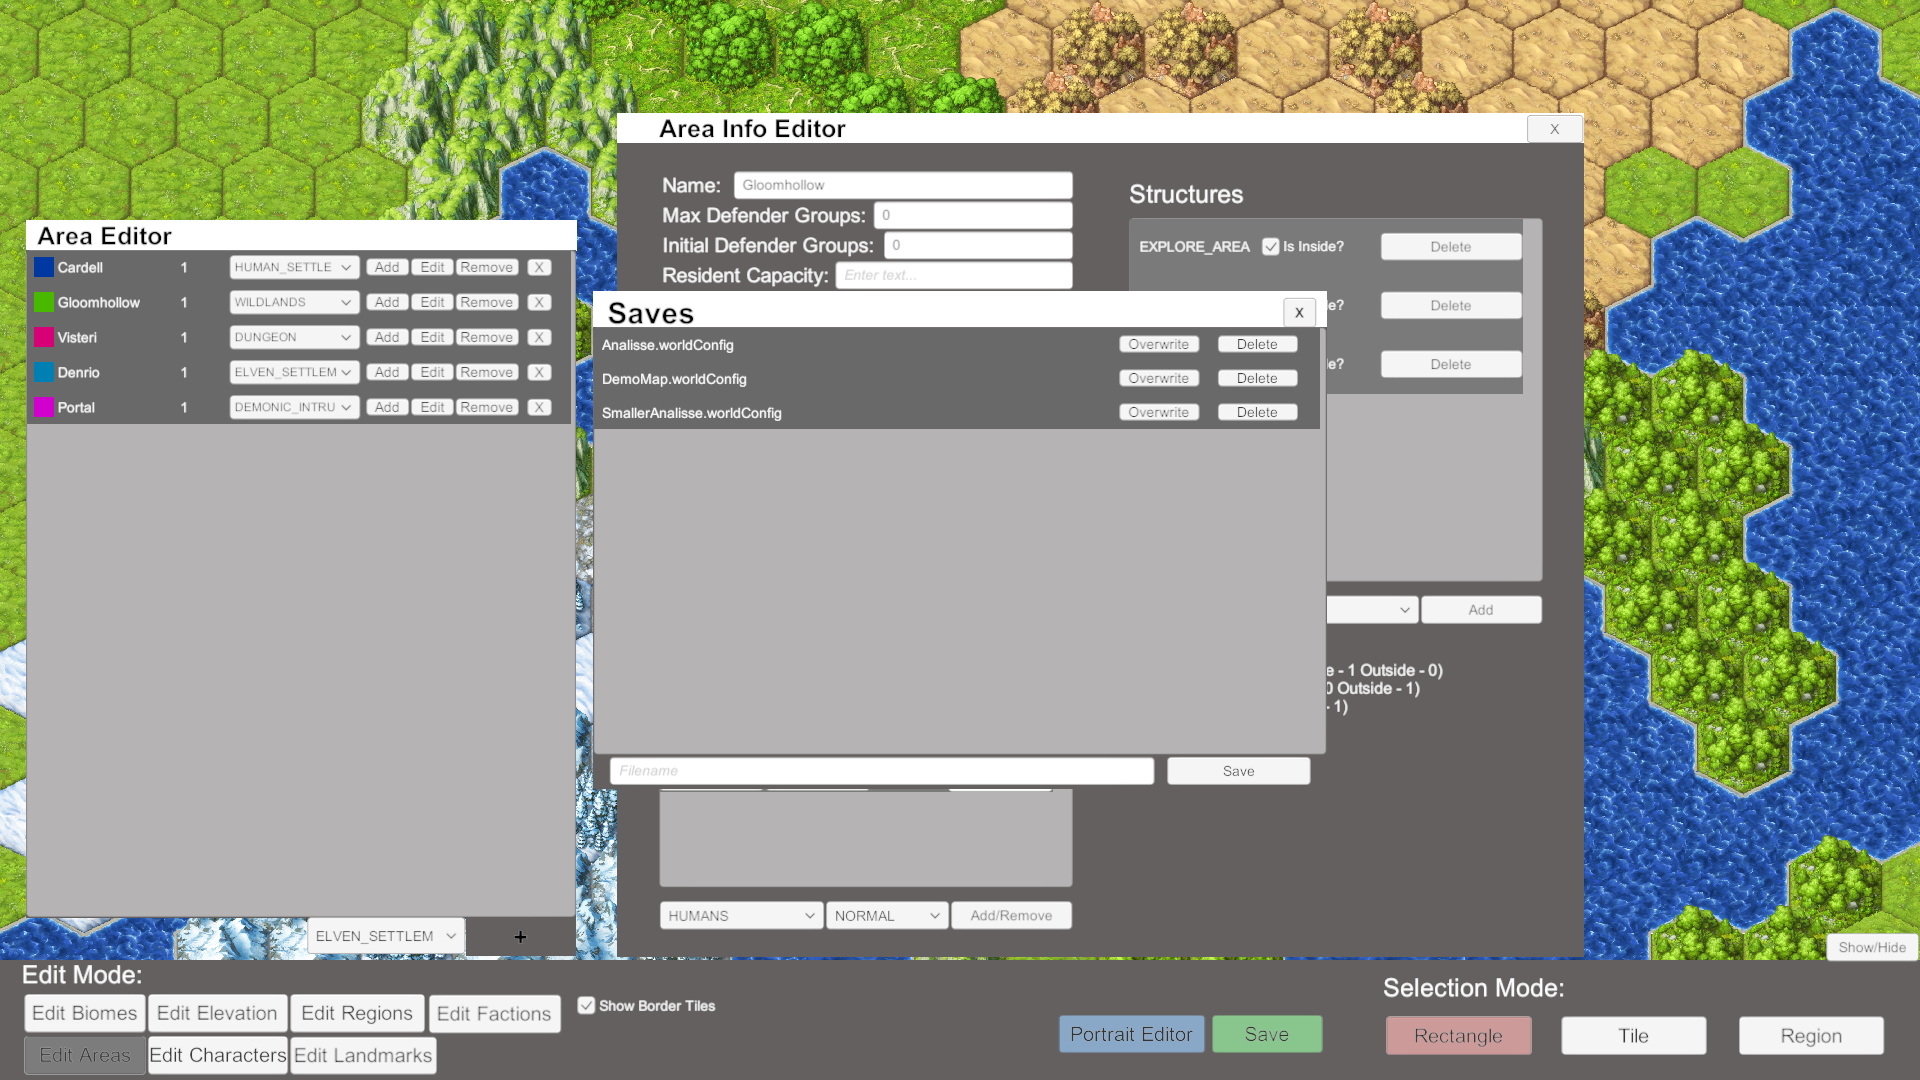 Area Info Editor
X
Name:
Gloomhollow
Max Defender Groups:
0
Initial Defender Groups:
0
Resident Capacity:
Enter text...
Structures
EXPLORE_AREA
Is Inside?
Delete
e?
Delete
e?
Delete
Add
e - 1 Outside - 0)
0 Outside - 1)
- 1)
HUMANS
NORMAL
Add/Remove
Area Editor
Cardell 1 HUMAN_SETTLE Add Edit Remove X
Gloomhollow 1 WILDLANDS Add Edit Remove X
Visteri 1 DUNGEON Add Edit Remove X
Denrio 1 ELVEN_SETTLEM Add Edit Remove X
Portal 1 DEMONIC_INTRU Add Edit Remove X
ELVEN_SETTLEM
+
Saves
X
Analisse.worldConfig Overwrite Delete
DemoMap.worldConfig Overwrite Delete
SmallerAnalisse.worldConfig Overwrite Delete
Filename
Save
Show/Hide
Edit Mode:
Edit Biomes Edit Elevation Edit Regions Edit Factions
Edit Areas Edit Characters Edit Landmarks
Show Border Tiles
Portrait Editor
Save
Selection Mode:
Rectangle
Tile
Region